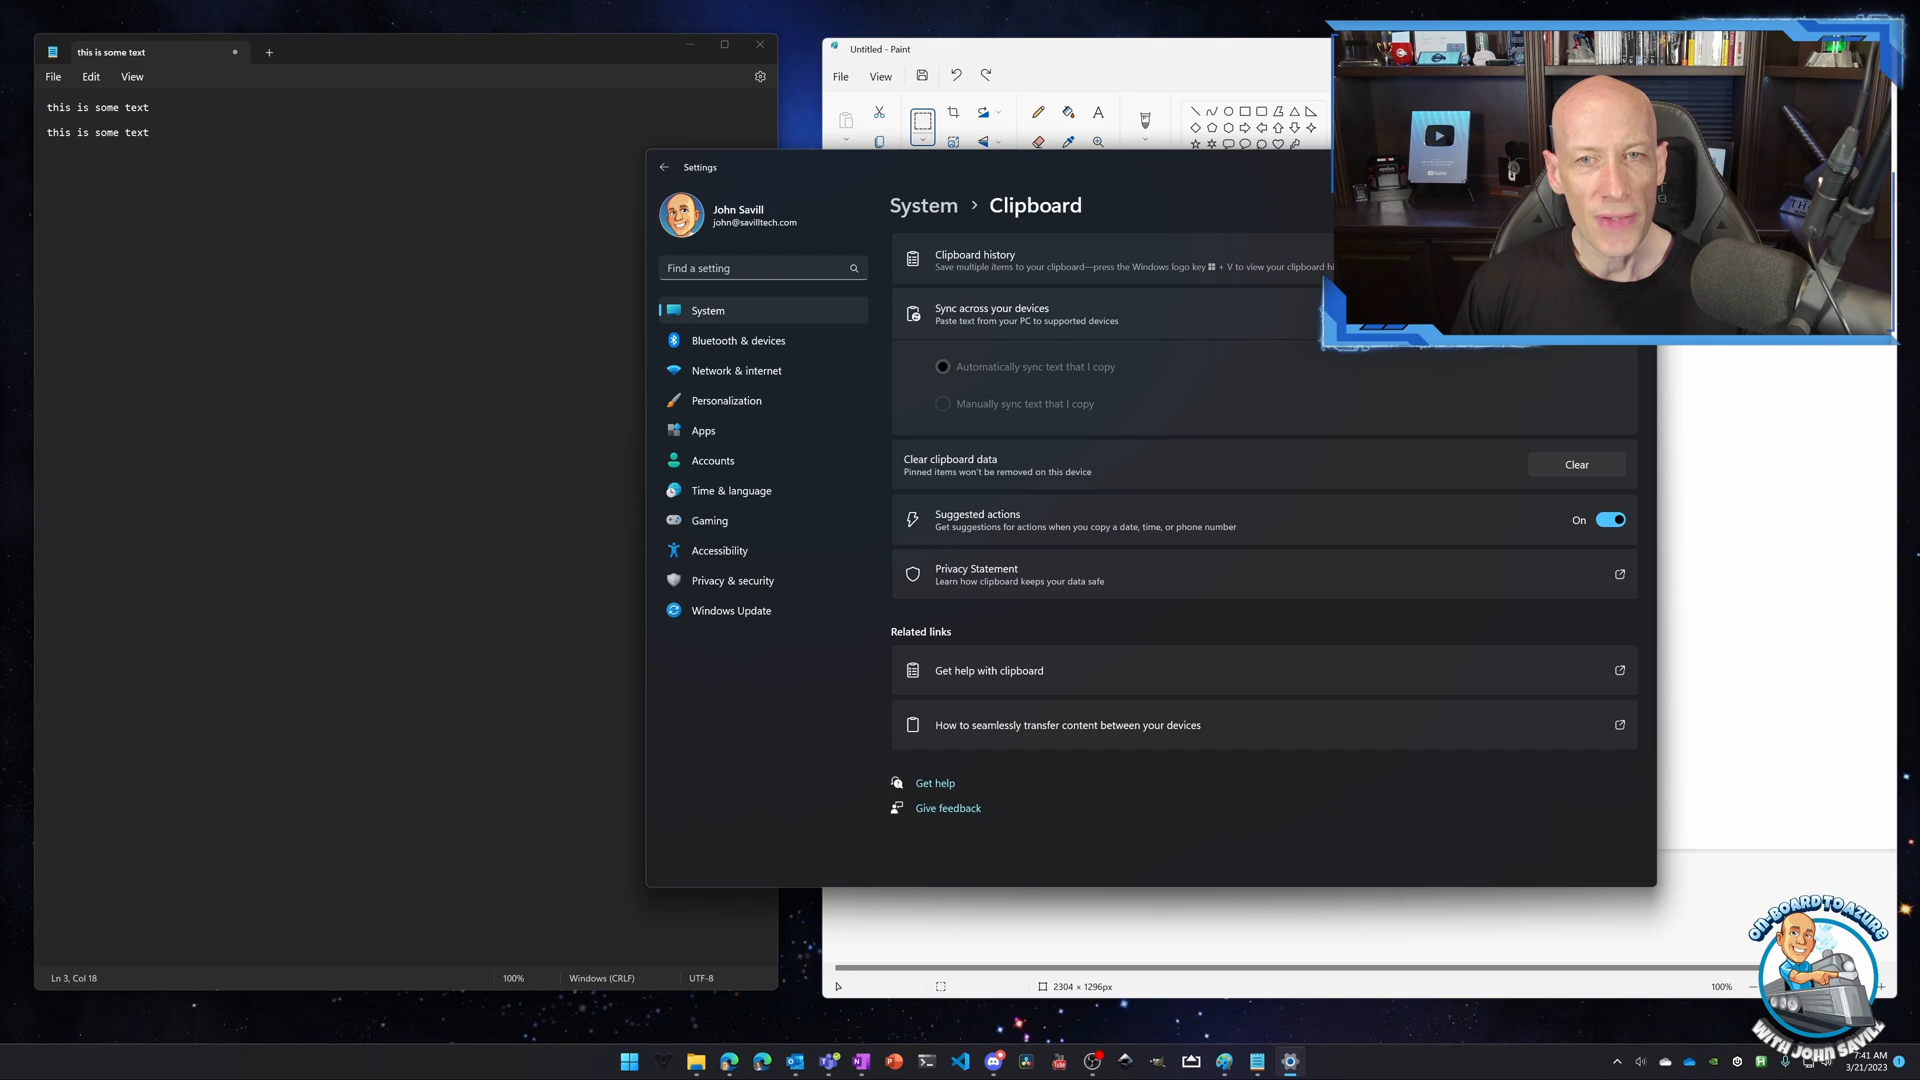 this is some text
File Edit View
this is some text
this is some text
Ln 3, Col 18
100%
Windows (CRLF)
UTF-8
Untitled - Paint
File View
100%
2304 × 1296px
Settings
John Savill
john@savilltech.com
Find a setting
System
Bluetooth & devices
Network & internet
Personalization
Apps
Accounts
Time & language
Gaming
Accessibility
Privacy & security
Windows Update
System > Clipboard
Clipboard history
Save multiple items to your clipboard—press the Windows logo key + V to view your clipboard hi
Sync across your devices
Paste text from your PC to supported devices
Automatically sync text that I copy
Manually sync text that I copy
Clear clipboard data
Pinned items won't be removed on this device
Clear
Suggested actions
Get suggestions for actions when you copy a date, time, or phone number
On
Privacy Statement
Learn how clipboard keeps your data safe
Related links
Get help with clipboard
How to seamlessly transfer content between your devices
Get help
Give feedback
ON-BOARD TO AZURE
WITH JOHN SAVILL
7:41 AM
3/21/2023